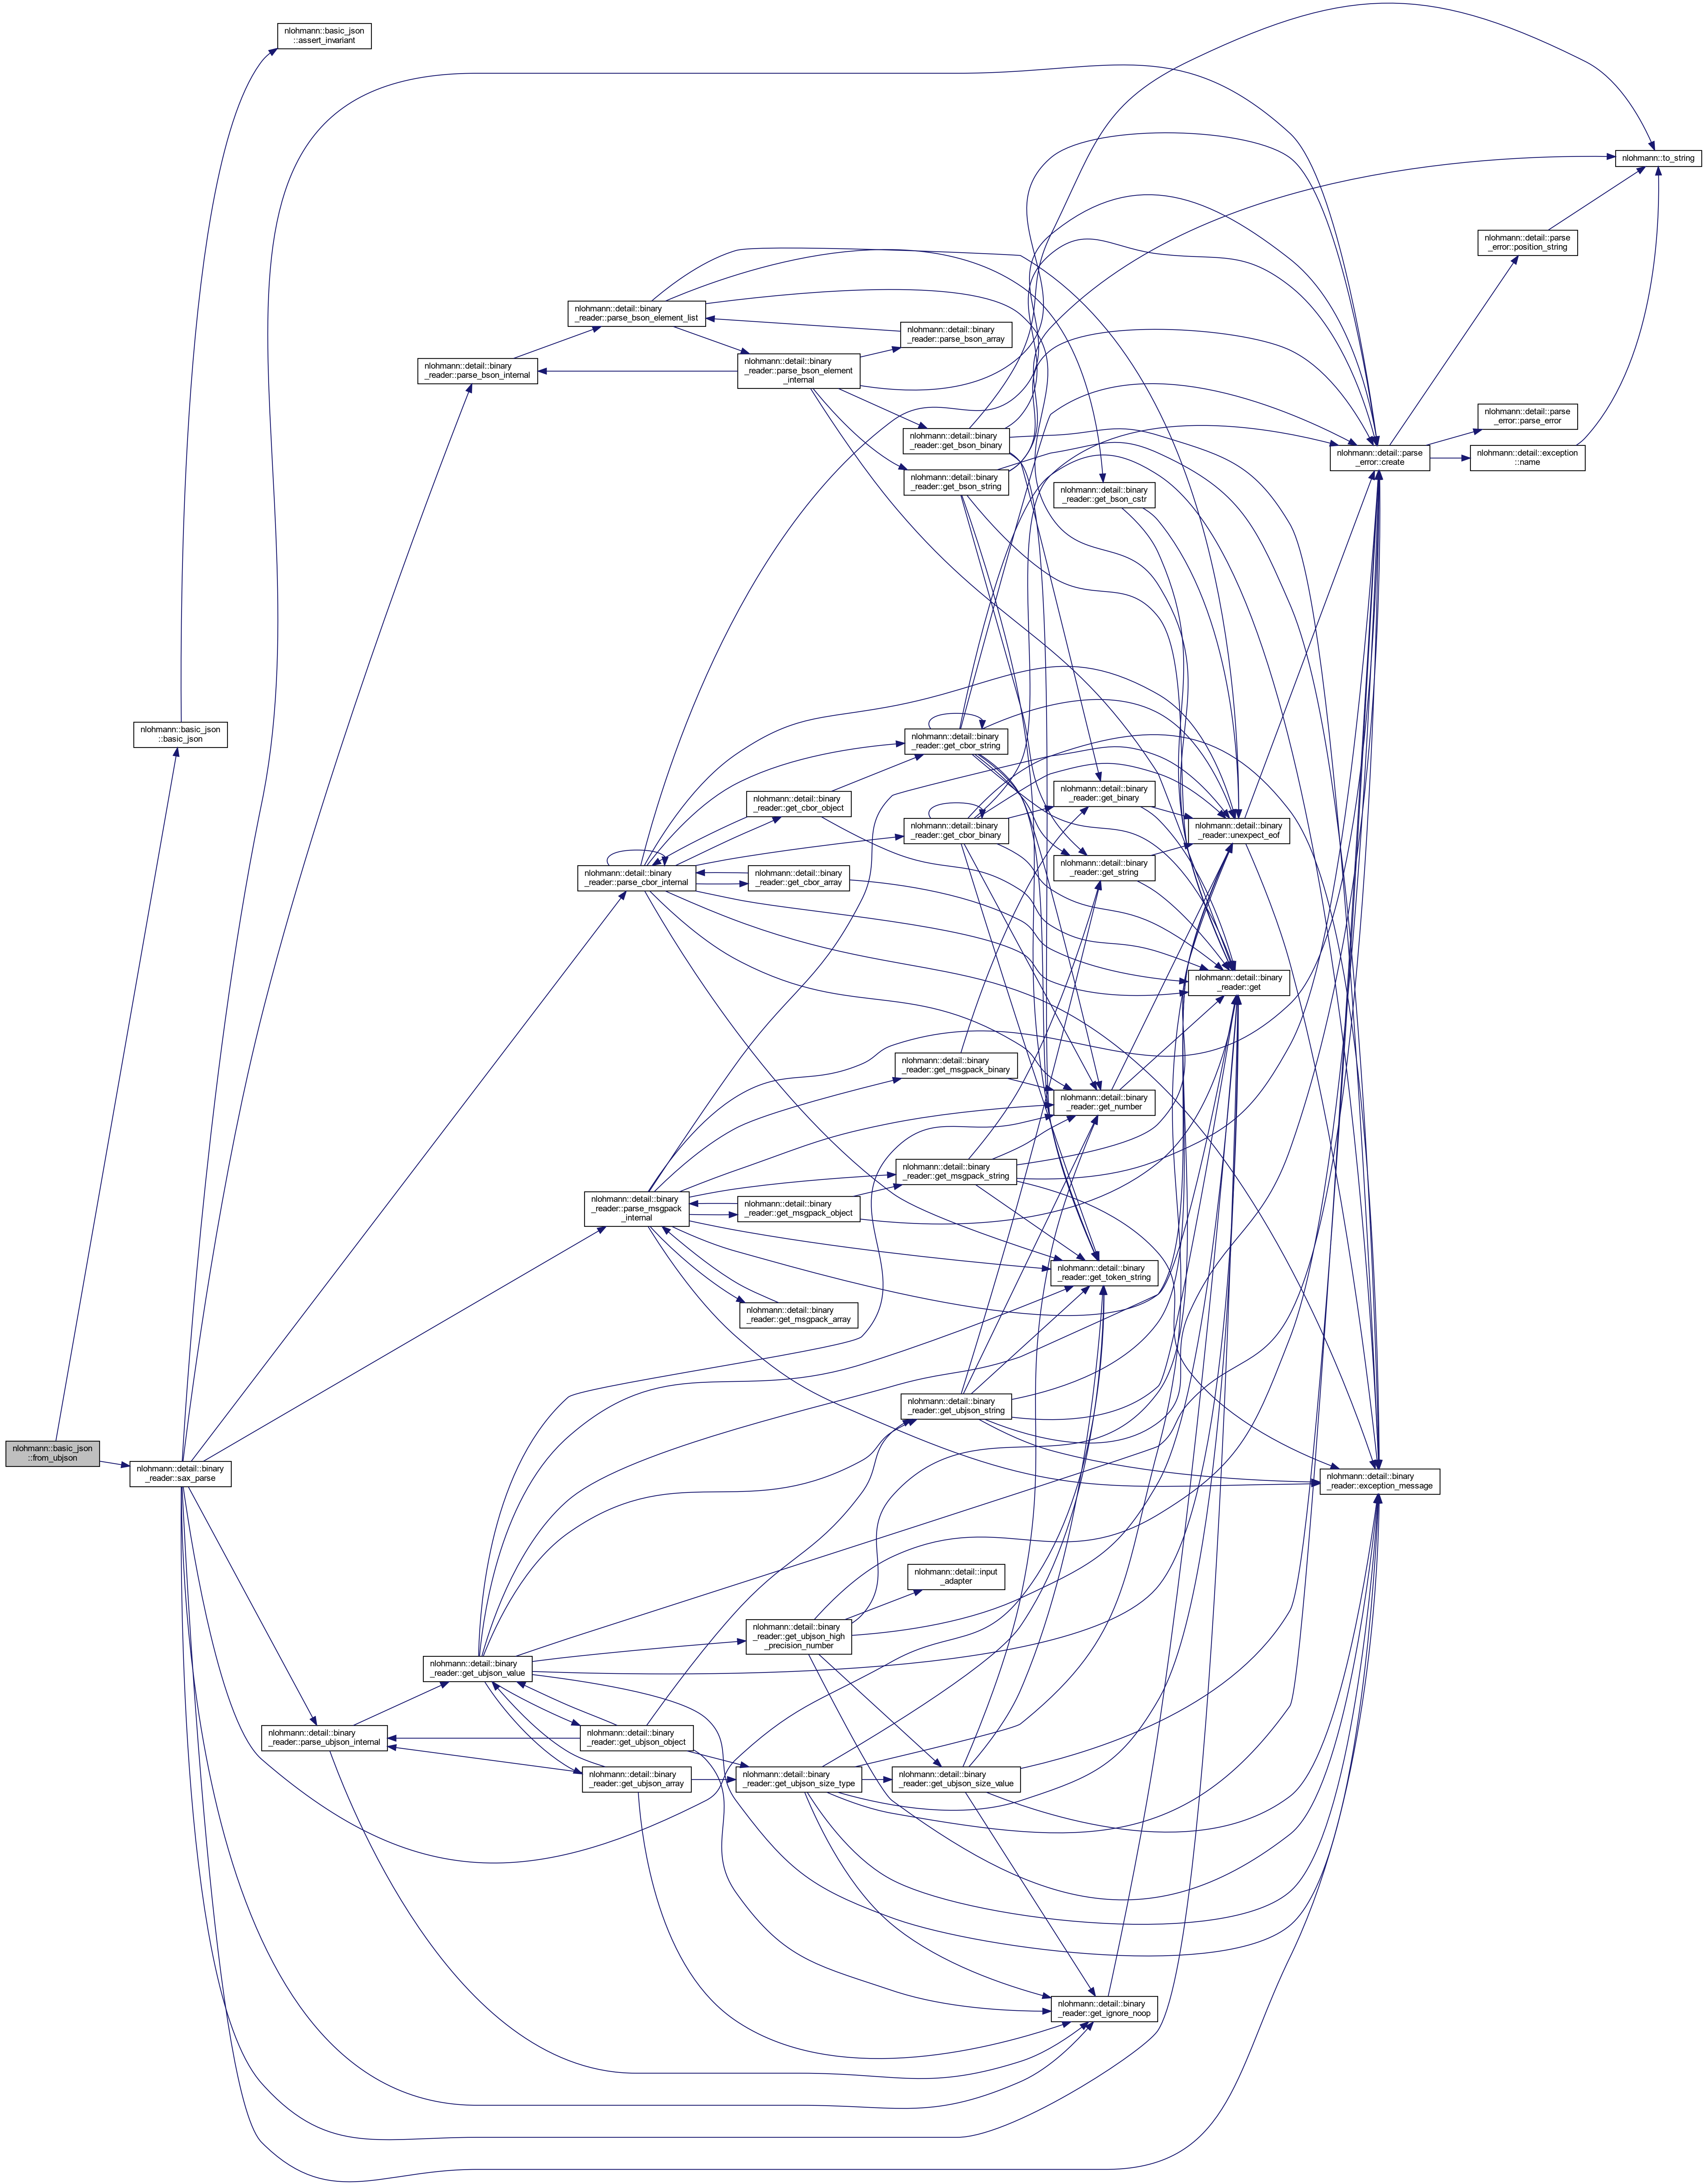 nlohmann::basic_json
::assert_invariant
nlohmann::to_string
nlohmann::detail::parse
_error::position_string
nlohmann::detail::binary
_reader::parse_bson_element_list
nlohmann::detail::binary
_reader::parse_bson_array
nlohmann::detail::binary
_reader::parse_bson_internal
nlohmann::detail::binary
_reader::parse_bson_element
_internal
nlohmann::detail::parse
_error::parse_error
nlohmann::detail::binary
_reader::get_bson_binary
nlohmann::detail::parse
_error::create
nlohmann::detail::exception
::name
nlohmann::detail::binary
_reader::get_bson_string
nlohmann::detail::binary
_reader::get_bson_cstr
nlohmann::basic_json
::basic_json
nlohmann::detail::binary
_reader::get_cbor_string
nlohmann::detail::binary
_reader::get_cbor_object
nlohmann::detail::binary
_reader::get_binary
nlohmann::detail::binary
_reader::get_cbor_binary
nlohmann::detail::binary
_reader::unexpect_eof
nlohmann::detail::binary
_reader::parse_cbor_internal
nlohmann::detail::binary
_reader::get_cbor_array
nlohmann::detail::binary
_reader::get_string
nlohmann::detail::binary
_reader::get
nlohmann::detail::binary
_reader::get_msgpack_binary
nlohmann::detail::binary
_reader::get_number
nlohmann::detail::binary
_reader::get_msgpack_string
nlohmann::detail::binary
_reader::parse_msgpack
_internal
nlohmann::detail::binary
_reader::get_msgpack_object
nlohmann::detail::binary
_reader::get_token_string
nlohmann::detail::binary
_reader::get_msgpack_array
nlohmann::detail::binary
_reader::get_ubjson_string
nlohmann::basic_json
::from_ubjson
nlohmann::detail::binary
_reader::sax_parse
nlohmann::detail::binary
_reader::exception_message
nlohmann::detail::input
_adapter
nlohmann::detail::binary
_reader::get_ubjson_high
_precision_number
nlohmann::detail::binary
_reader::get_ubjson_value
nlohmann::detail::binary
_reader::parse_ubjson_internal
nlohmann::detail::binary
_reader::get_ubjson_object
nlohmann::detail::binary
_reader::get_ubjson_array
nlohmann::detail::binary
_reader::get_ubjson_size_type
nlohmann::detail::binary
_reader::get_ubjson_size_value
nlohmann::detail::binary
_reader::get_ignore_noop